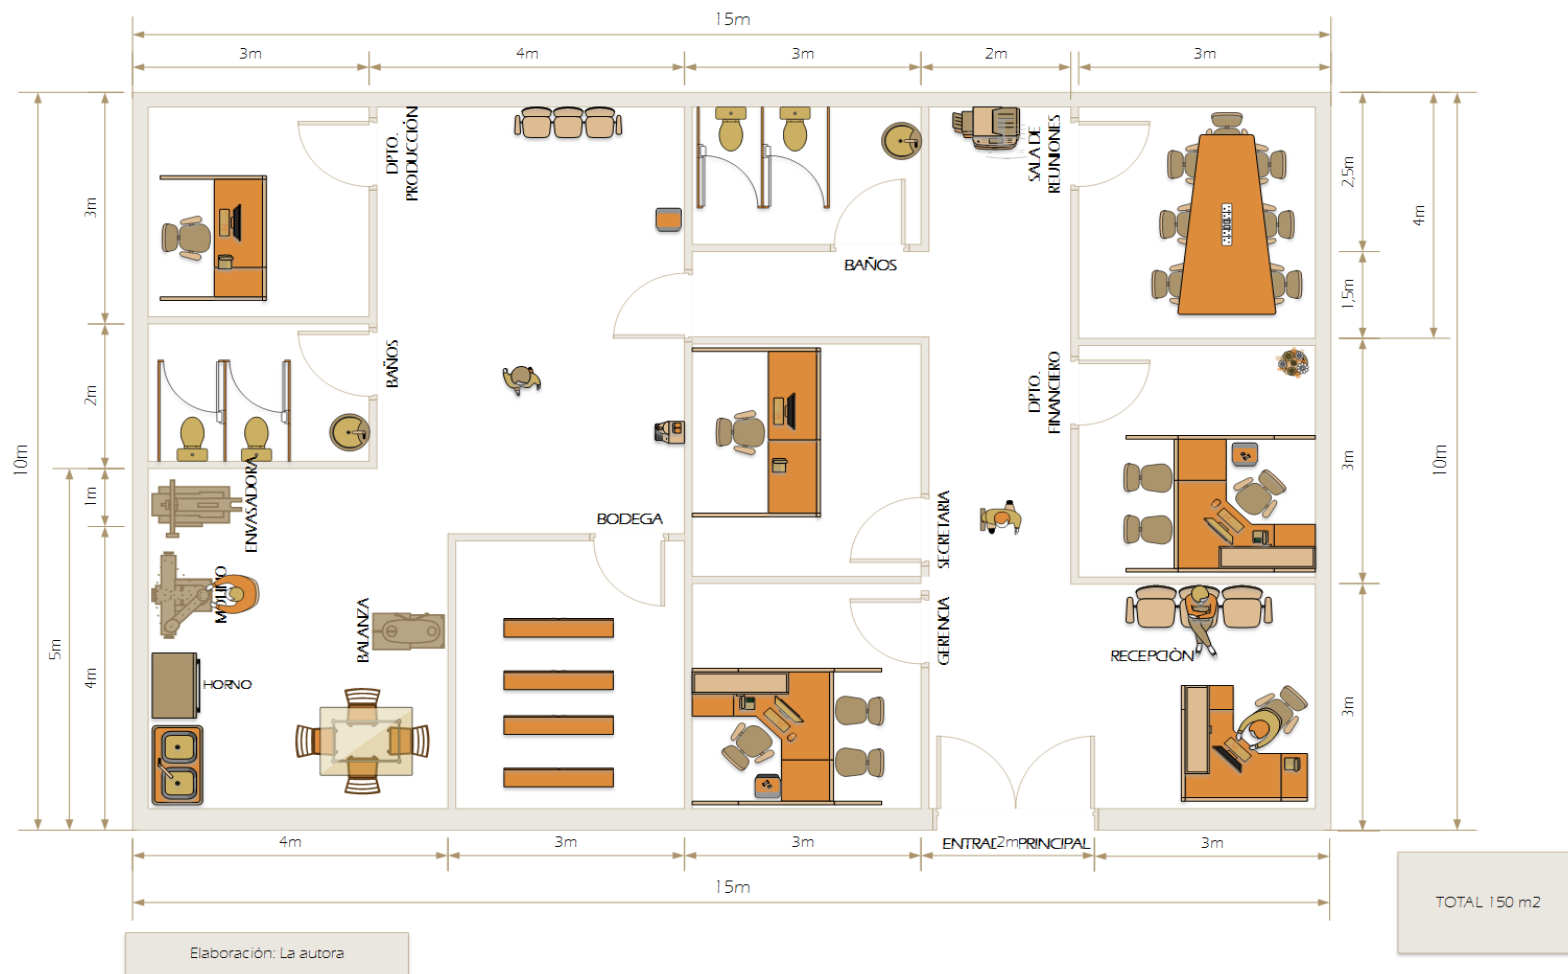 15m
3m
4m
3m
2m
3m
DPTO.
PRODUCCIÓN
SALA DE
REUNIONES
2,5m
4m
3m
BAÑOS
1,5m
BAÑOS
DPTO.
FINANCIERO
2m
10m
10m
3m
ENVASADORA
1m
BODEGA
SECRETARIA
MOLINO
5m
4m
BALANZA
GERENCIA
RECEPCIÒN
HORNO
3m
ENTRADA PRINCIPAL
4m
3m
3m
2m
3m
15m
TOTAL 150 m2
Elaboración: La autora